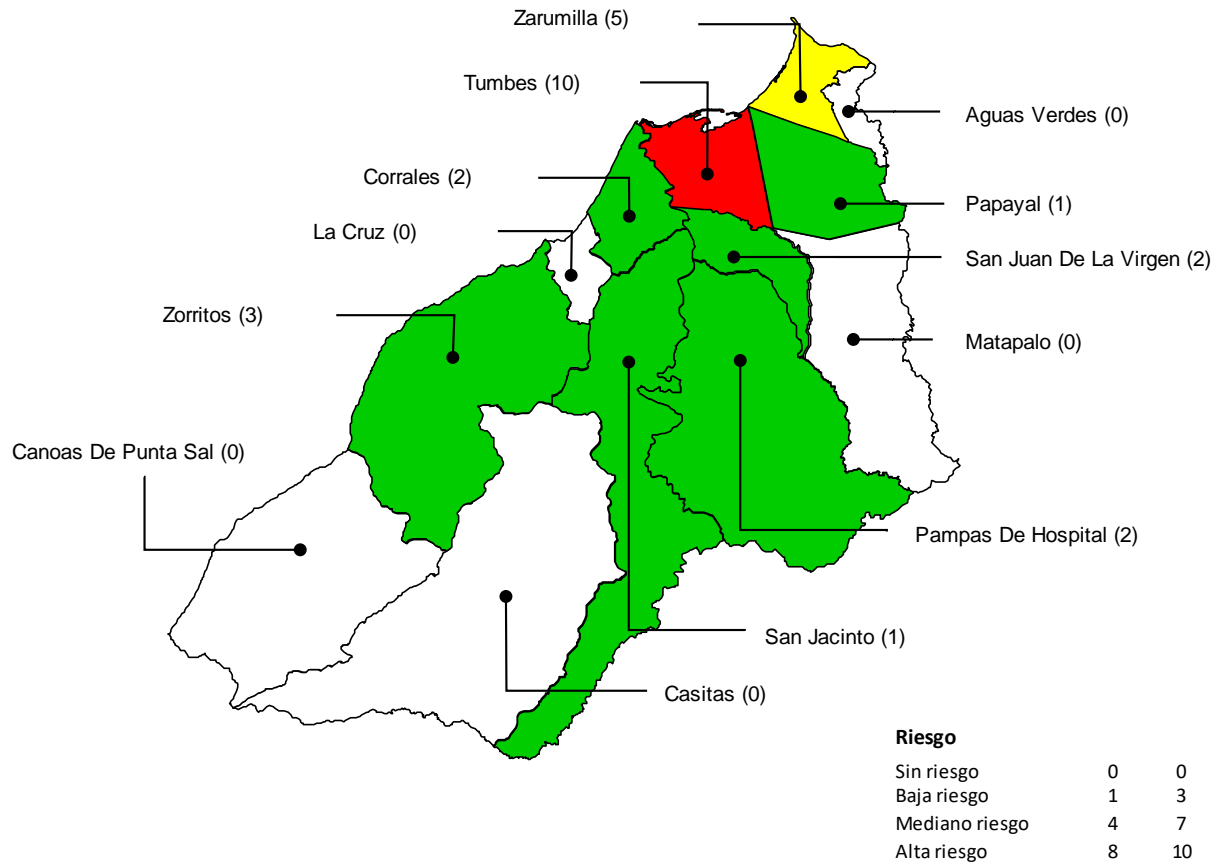 Zarumilla (5)
Tumbes (10)
Aguas Verdes (0)
Corrales (2)
Papayal (1)
La Cruz (0)
San Juan De La Virgen (2)
Zorritos (3)
Matapalo (0)
Canoas De Punta Sal (0)
Pampas De Hospital (2)
San Jacinto (1)
Casitas (0)
Riesgo
Sin riesgo 0 0
Baja riesgo 1 3
Mediano riesgo 4 7
Alta riesgo 8 10